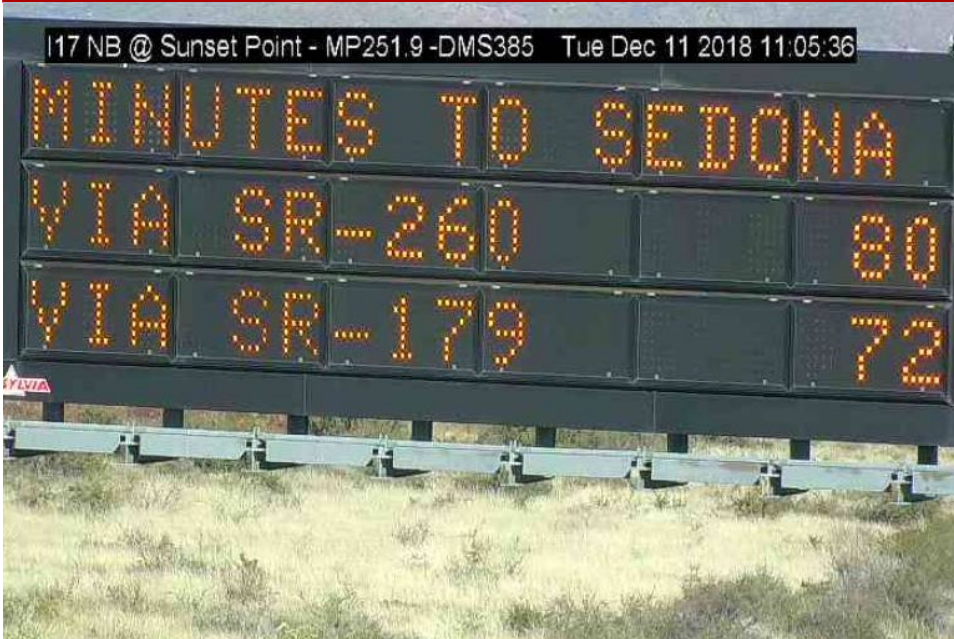 I17 NB @ Sunset Point - MP251.9 -DMS385 Tue Dec 11 2018 11:05:36
MINUTES TO SEDONA
VIA SR-260 80
VIA SR-179 72
SYLVIA